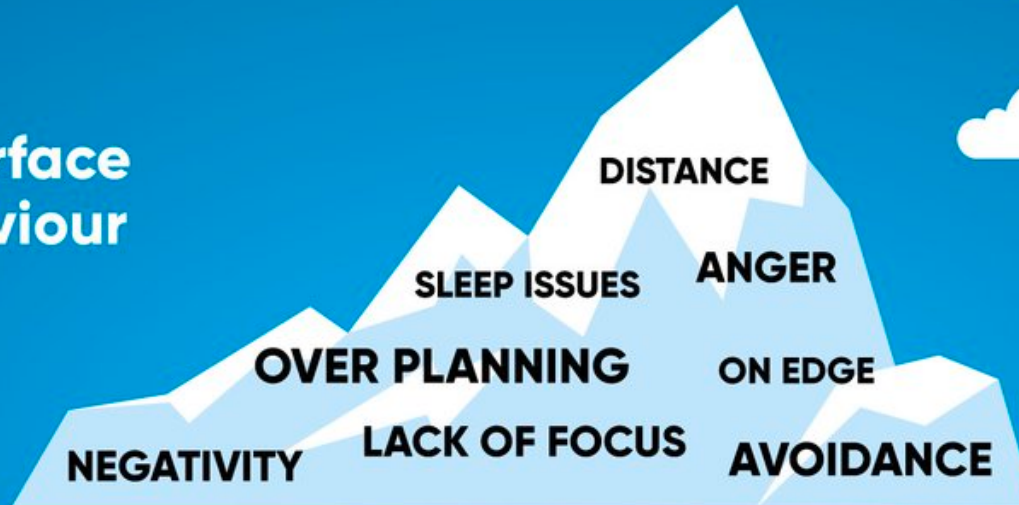 rface
viour
DISTANCE
ANGER
SLEEP ISSUES
OVER PLANNING
ON EDGE
LACK OF FOCUS
NEGATIVITY
AVOIDANCE